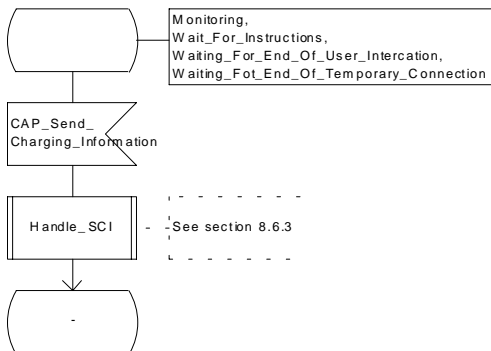 Monitoring,
Wait_For_Instructions,
Waiting_For_End_Of_User_Intercation,
Waiting_Fot_End_Of_Temporary_Connection
CAP_Send_
Charging_Information
Handle_SCI
See section 8.6.3
-